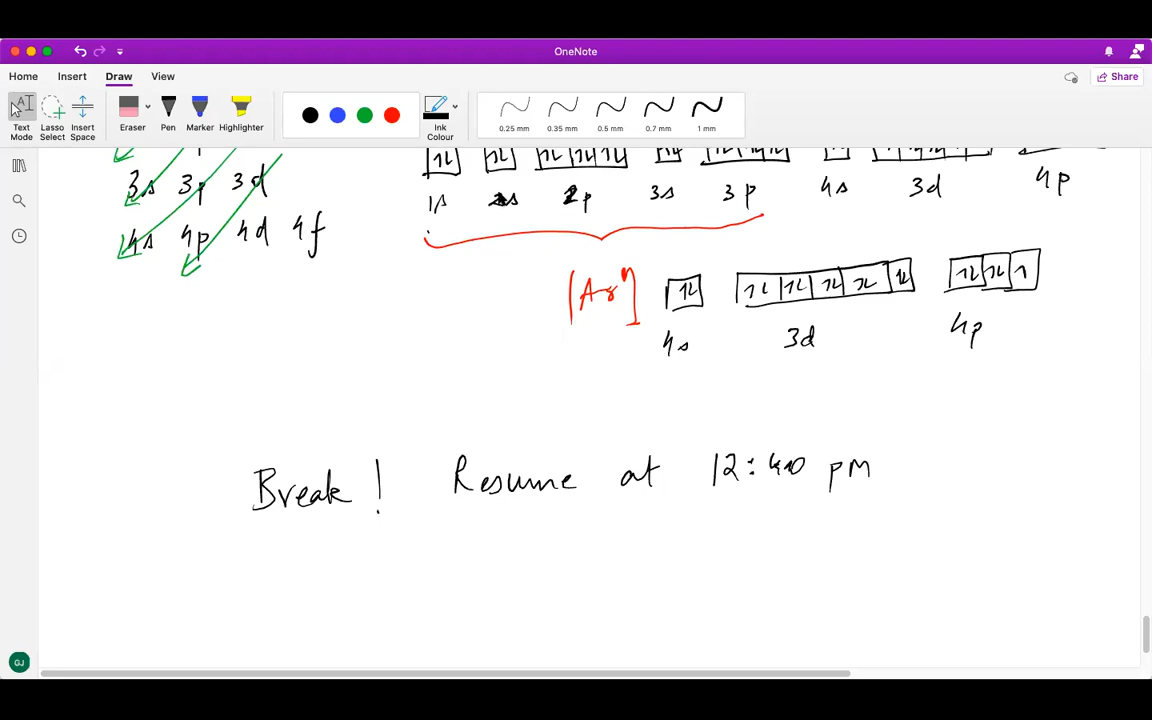 OneNote
Home Insert Draw View Share
Text Mode Lasso Select Insert Space Eraser Pen Marker Highlighter Ink Colour 0.25 mm 0.35 mm 0.5 mm 0.7 mm 1 mm
3s 3p 3d
1s 2s 2p 3s 3p 4s 3d 4p
4s 4p 4d 4f
[Ar]
4s 3d 4p
Break! Resume at 12:40 pm
GJ